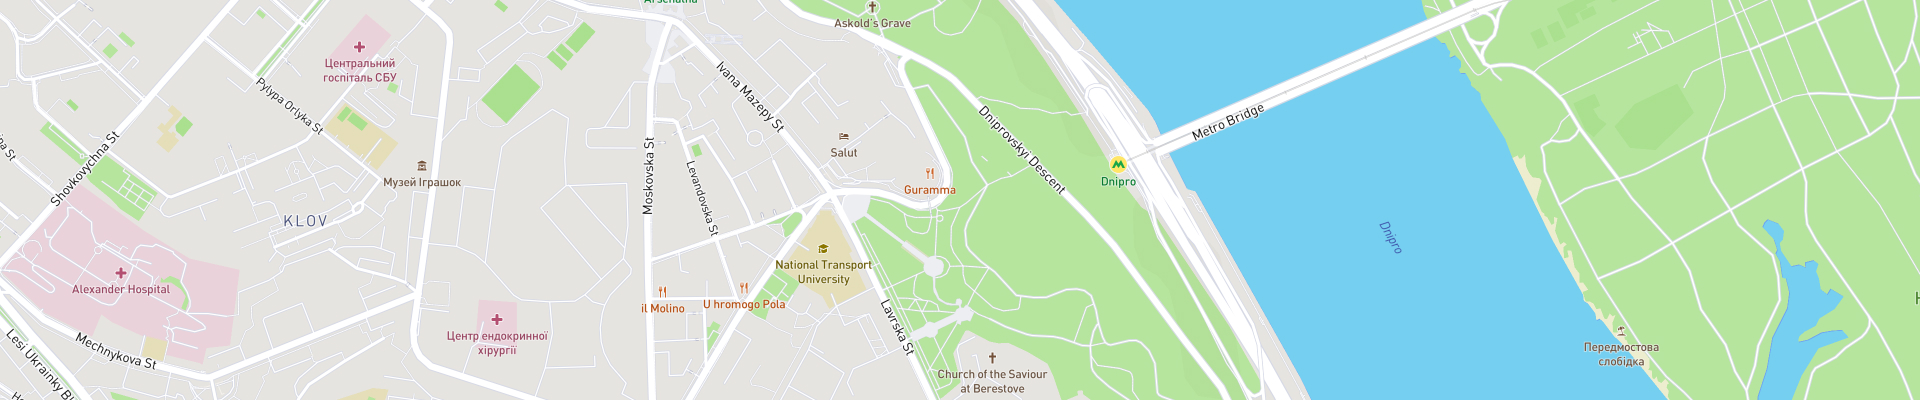 Arsenalna
Askold's Grave
Центральний
госпіталь СБУ
Pylypa Orlyka St
Ivana Mazepy St
Dniprovskyi Descent
Metro Bridge
Shovkovychna St
Moskovska St
Salut
Музей Іграшок
Levandovska St
Guramma
Dnipro
KLOV
Dnipro
National Transport
University
Alexander Hospital
il Molino
U hromogo Pola
Lavrska St
Центр ендокринної
хірургії
Mechnykova St
Lesi Ukrainky B
Передмостова
слобідка
Church of the Saviour
at Berestove